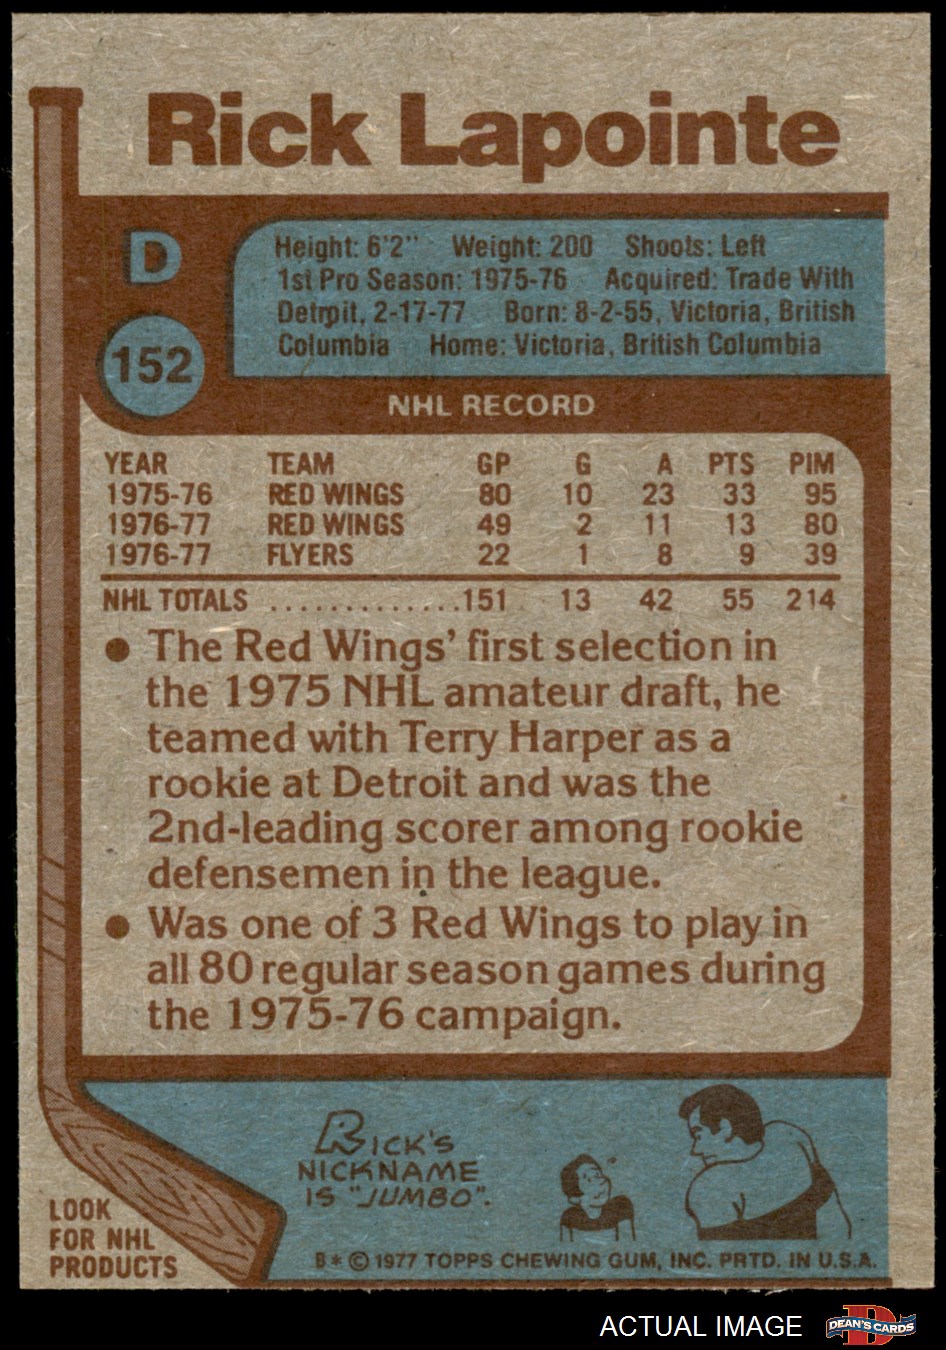 Rick Lapointe
D
152
Height: 6'2" Weight: 200 Shoots: Left
1st Pro Season: 1975-76 Acquired: Trade With
Detroit, 2-17-77 Born: 8-2-55, Victoria, British
Columbia Home: Victoria, British Columbia
NHL RECORD
YEAR TEAM GP G A PTS PIM
1975-76 RED WINGS 80 10 23 33 95
1976-77 RED WINGS 49 2 11 13 80
1976-77 FLYERS 22 1 8 9 39
NHL TOTALS ..............151 13 42 55 214
● The Red Wings' first selection in
the 1975 NHL amateur draft, he
teamed with Terry Harper as a
rookie at Detroit and was the
2nd-leading scorer among rookie
defensemen in the league.
● Was one of 3 Red Wings to play in
all 80 regular season games during
the 1975-76 campaign.
RICK'S
NICKNAME
IS "JUMBO".
LOOK
FOR NHL
PRODUCTS
B* © 1977 TOPPS CHEWING GUM, INC. PRTD. IN U.S.A.
ACTUAL IMAGE
D
DEAN'S CARDS